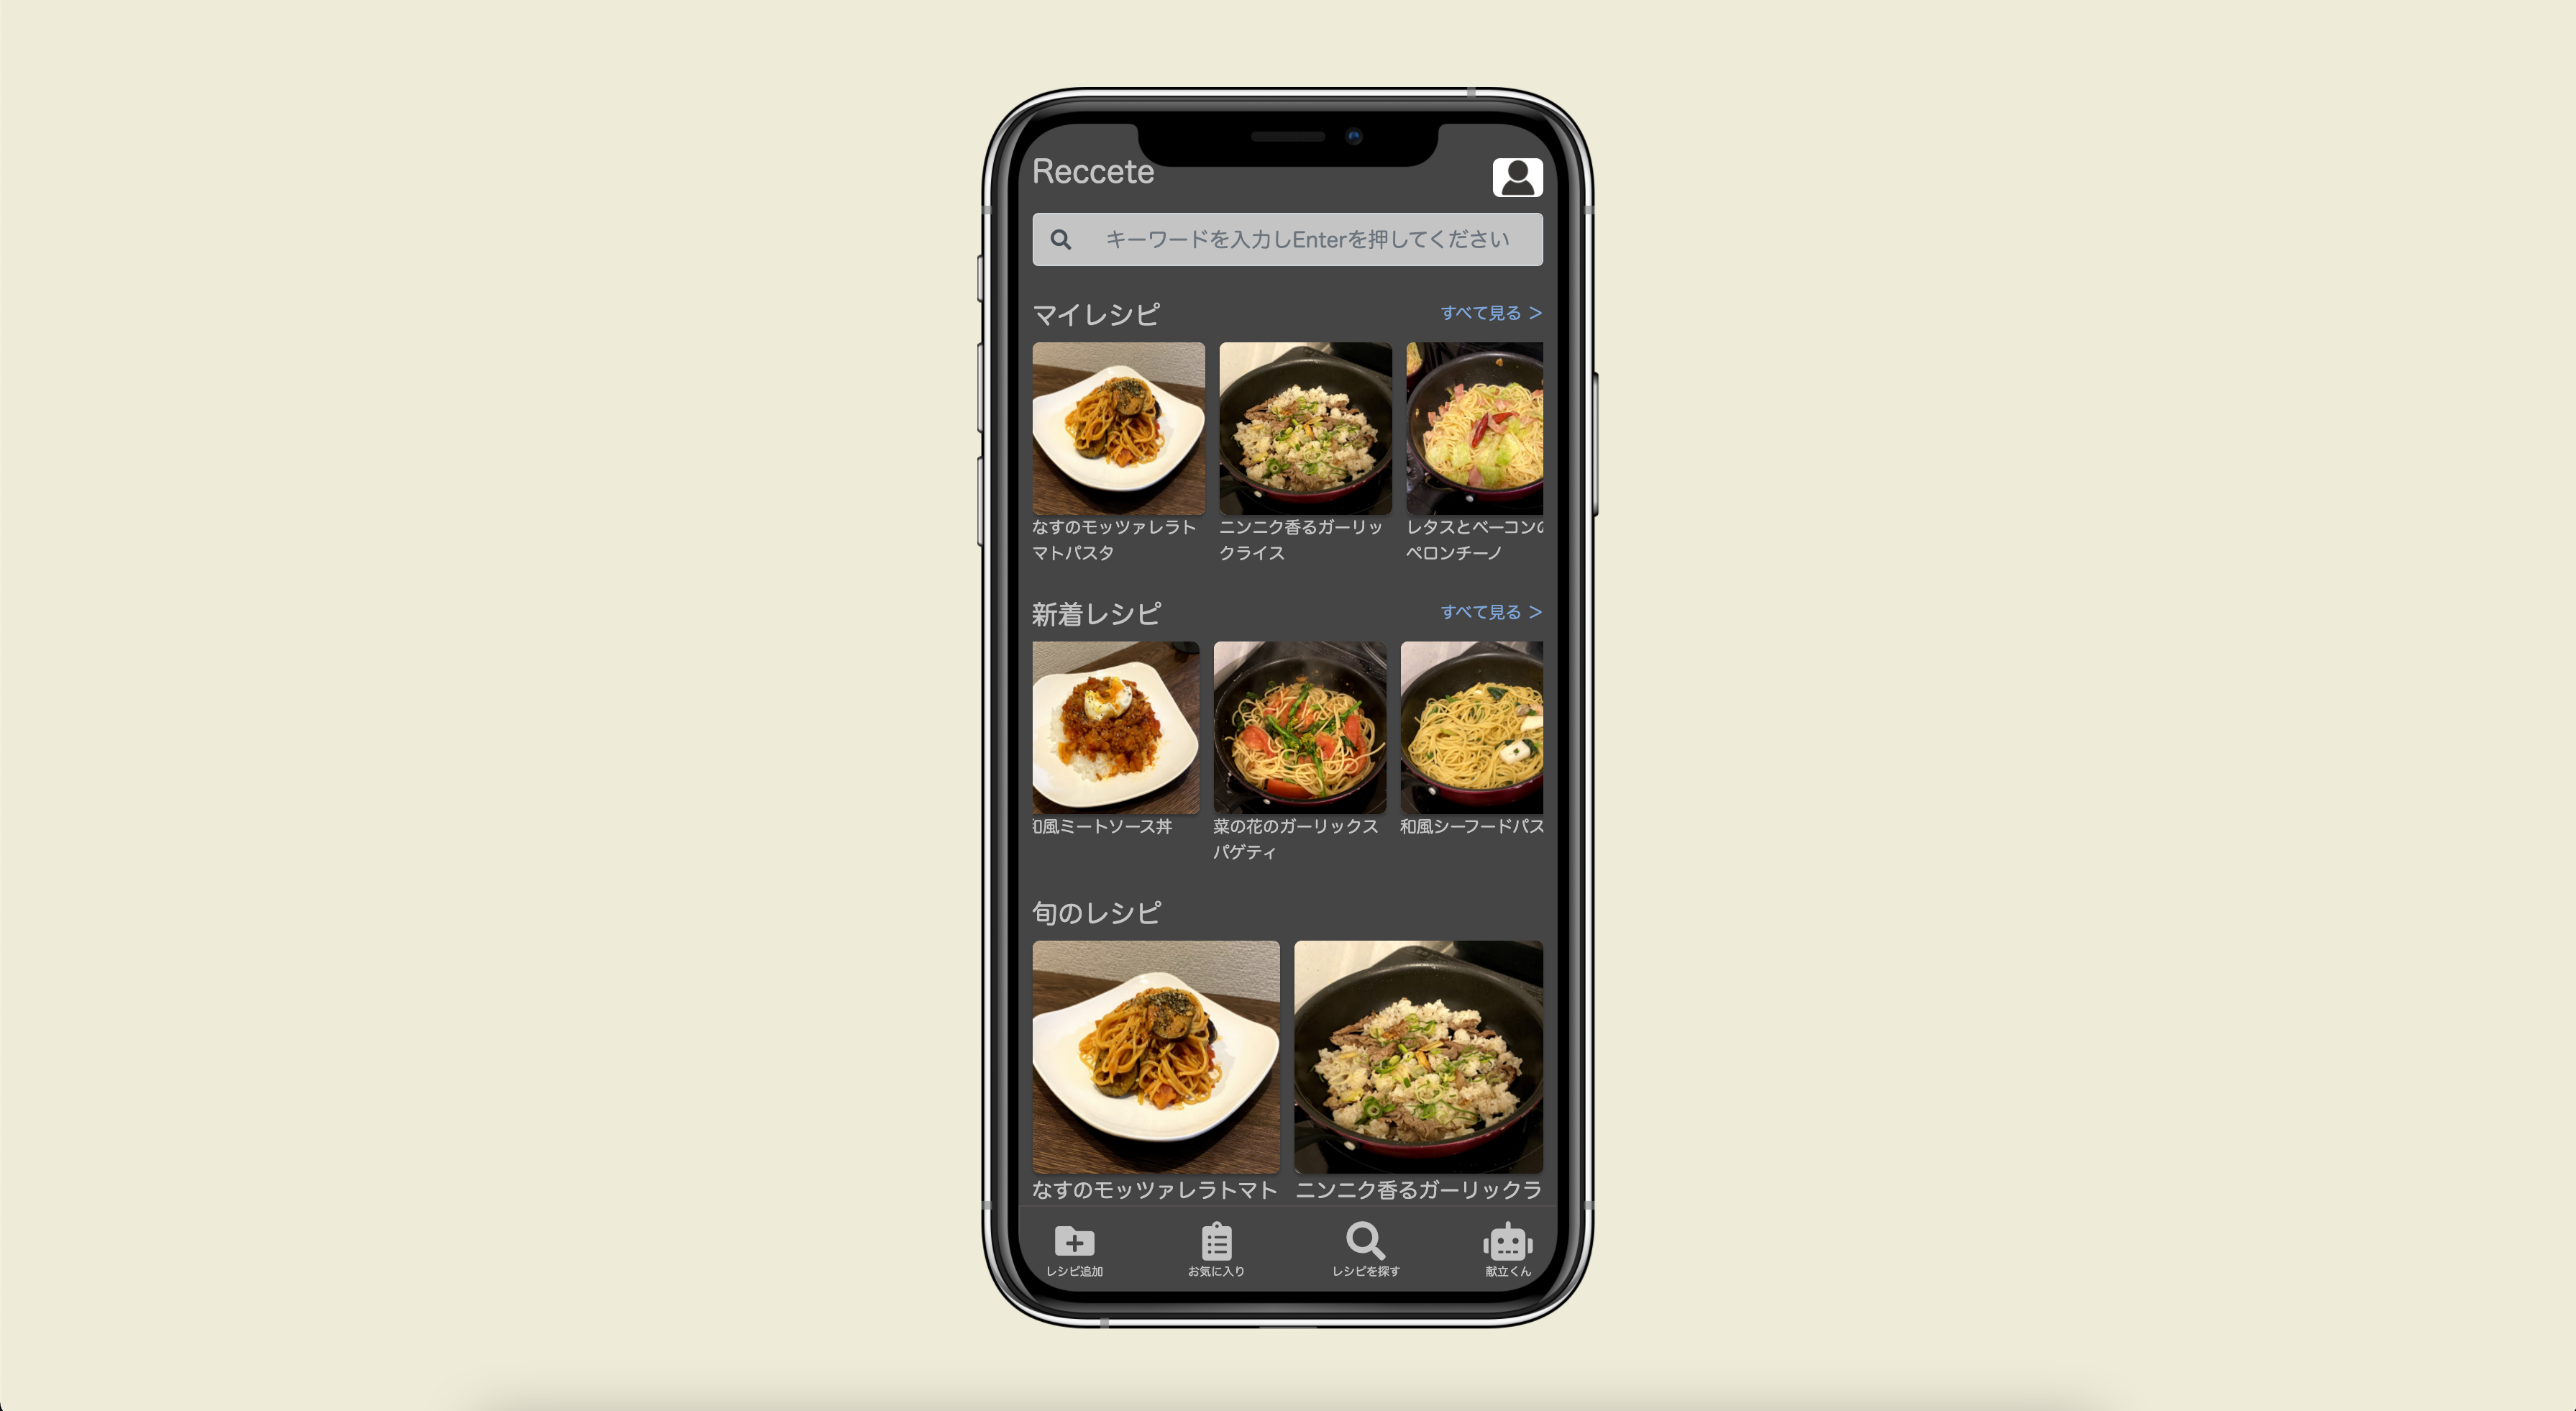 Reccete
キーワードを入力しEnterを押してください
マイレシピ
すべて見る >
なすのモッツァレラト
マトパスタ
ニンニク香るガーリッ
クライス
レタスとベーコンの
ペロンチーノ
新着レシピ
すべて見る >
和風ミートソース丼
菜の花のガーリックス
パゲティ
和風シーフードパス
旬のレシピ
なすのモッツァレラトマト
ニンニク香るガーリックラ
レシピ追加
お気に入り
レシピを探す
献立くん